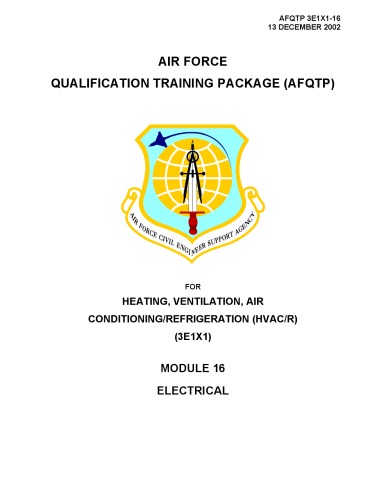 AFQTP 3E1X1-16
13 DECEMBER 2002
AIR FORCE
QUALIFICATION TRAINING PACKAGE (AFQTP)
AIR FORCE CIVIL ENGINEER SUPPORT AGENCY
FOR
HEATING, VENTILATION, AIR
CONDITIONING/REFRIGERATION (HVAC/R)
(3E1X1)
MODULE 16
ELECTRICAL